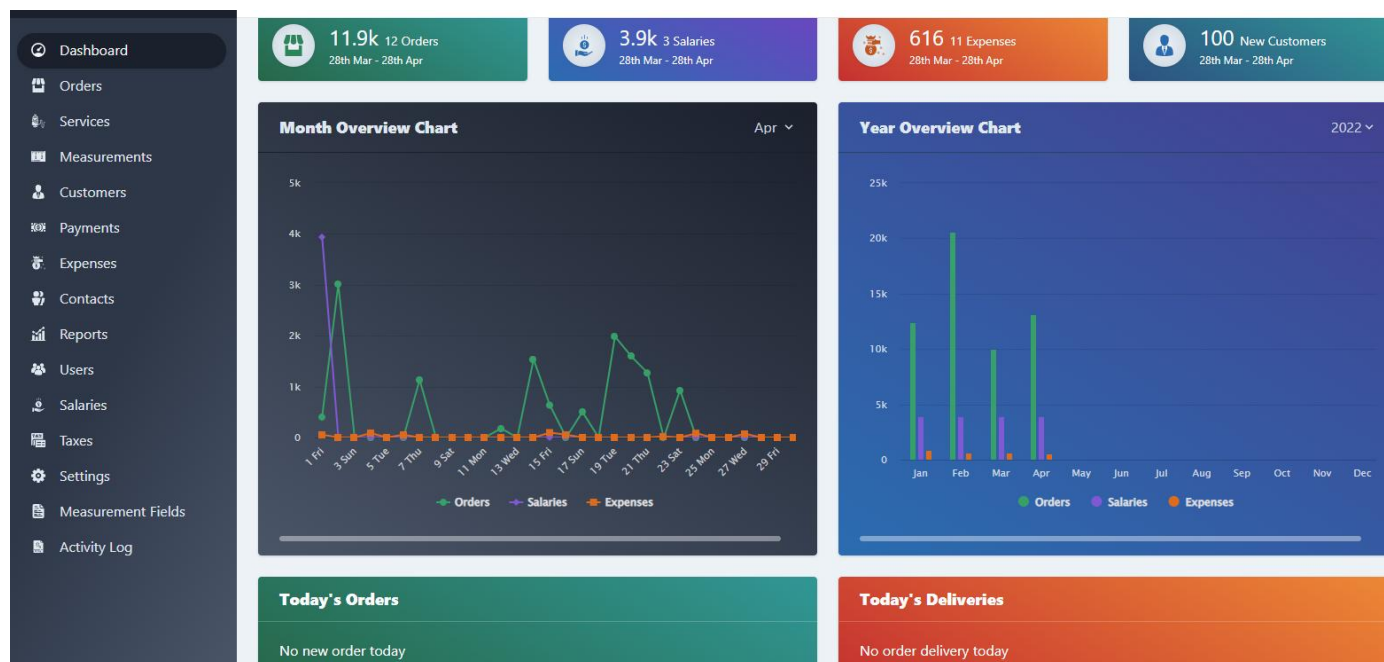 Dashboard
Orders
Services
Measurements
Customers
Payments
Expenses
Contacts
Reports
Users
Salaries
Taxes
Settings
Measurement Fields
Activity Log
11.9k 12 Orders
28th Mar - 28th Apr
3.9k 3 Salaries
28th Mar - 28th Apr
616 11 Expenses
28th Mar - 28th Apr
100 New Customers
28th Mar - 28th Apr
Month Overview Chart
Apr
5k
4k
3k
2k
1k
0
1 Fri
3 Sun
5 Tue
7 Thu
9 Sat
11 Mon
13 Wed
15 Fri
17 Sun
19 Tue
21 Thu
23 Sat
25 Mon
27 Wed
29 Fri
Orders Salaries Expenses
Year Overview Chart
2022
25k
20k
15k
10k
5k
0
Jan Feb Mar Apr May Jun Jul Aug Sep Oct Nov Dec
Orders Salaries Expenses
Today's Orders
No new order today
Today's Deliveries
No order delivery today